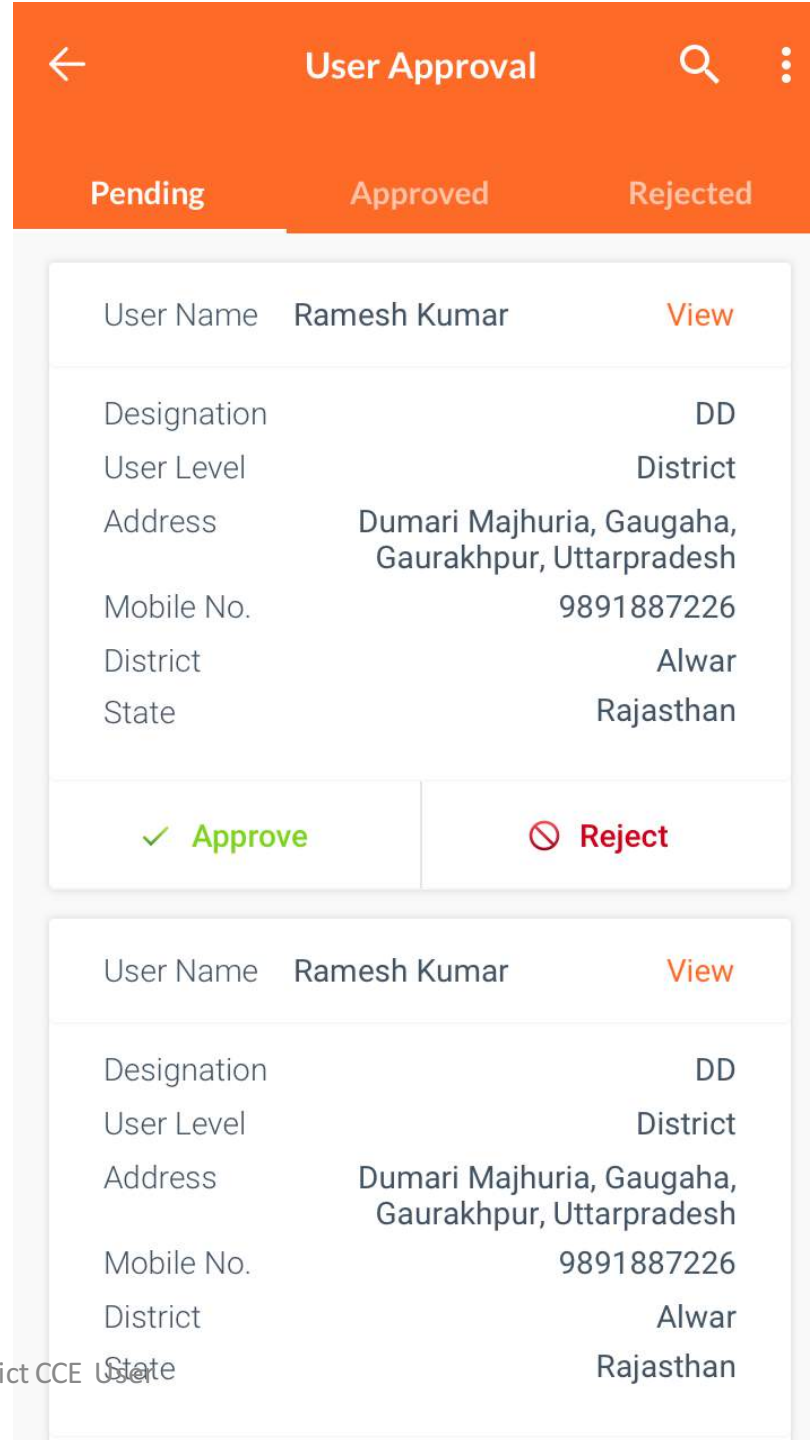 User Approval
Pending Approved Rejected
User Name Ramesh Kumar View
Designation DD
User Level District
Address Dumari Majhuria, Gaugaha,
Gaurakhpur, Uttarpradesh
Mobile No. 9891887226
District Alwar
State Rajasthan
Approve Reject
User Name Ramesh Kumar View
Designation DD
User Level District
Address Dumari Majhuria, Gaugaha,
Gaurakhpur, Uttarpradesh
Mobile No. 9891887226
District Alwar
State Rajasthan
ict CCE User